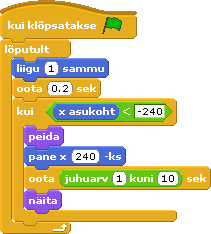 kui klõpsatakse
lõputult
liigu 1 sammu
oota 0.2 sek
kui x asukoht < -240
peida
pane x 240 -ks
oota juhuarv 1 kuni 10 sek
näita